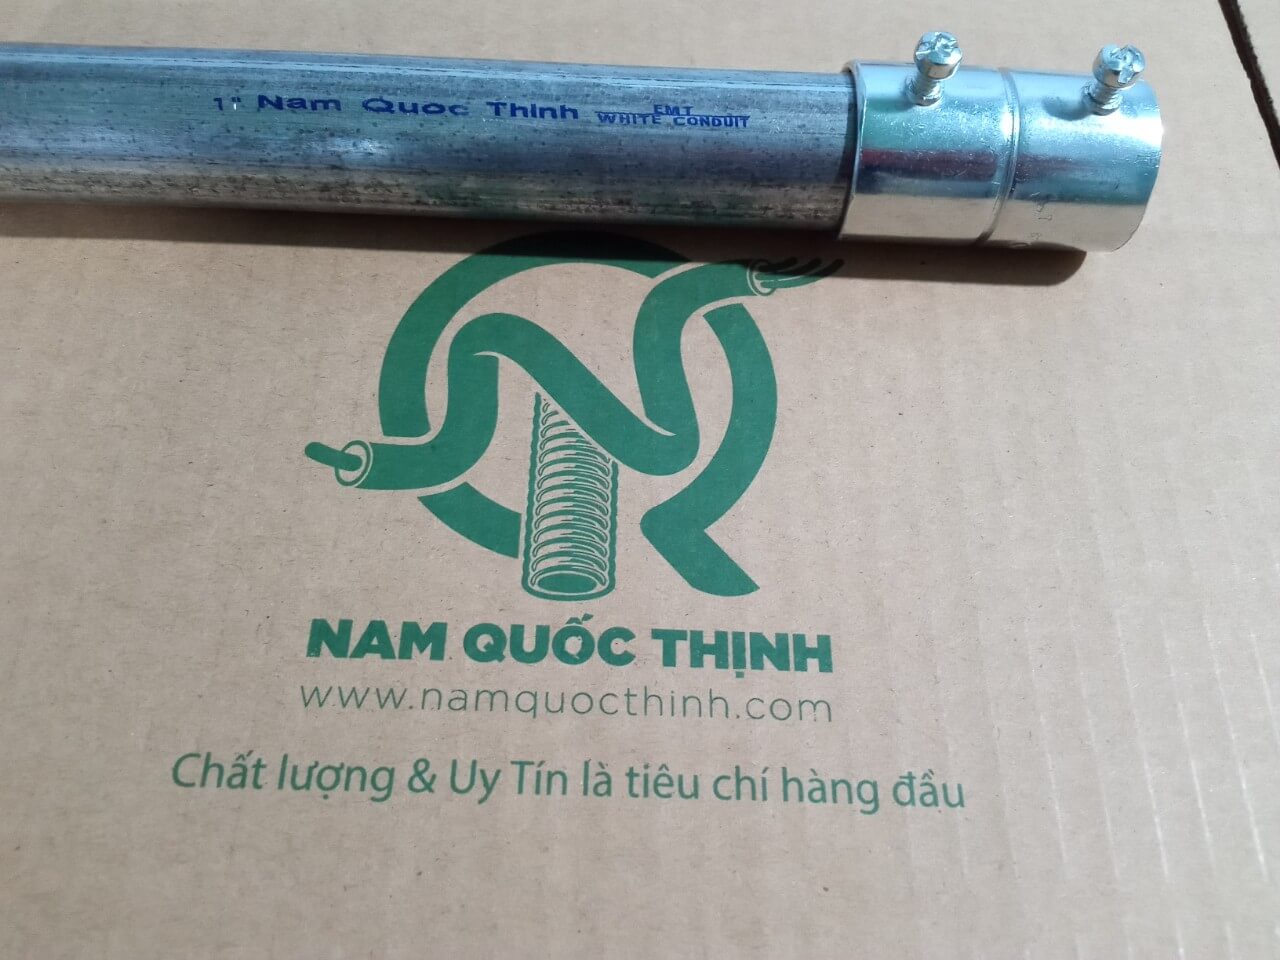 1" Nam Quoc Thinh EMT
WHITE CONDUIT
NAM QUỐC THỊNH
www.namquocthinh.com
Chất lượng & Uy Tín là tiêu chí hàng đầu